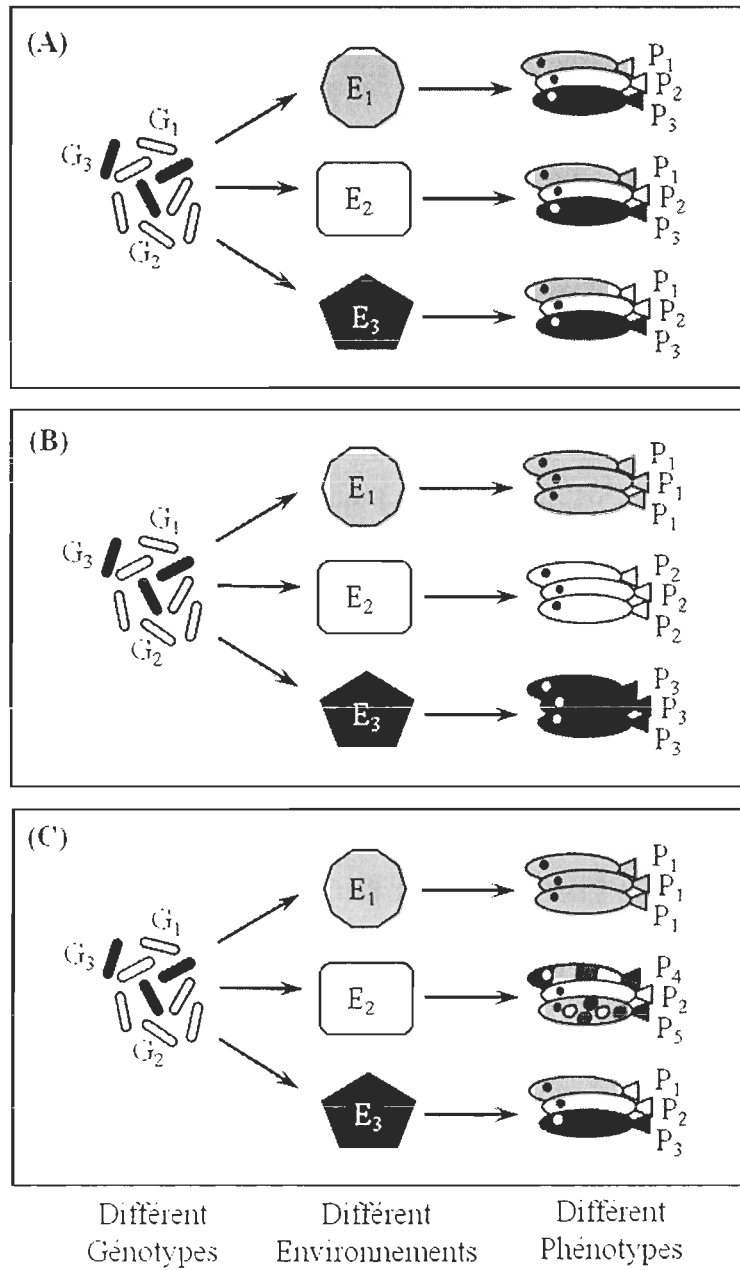 (A)
G₁
G₃
G₂
E₁
E₂
E₃
P₁
P₂
P₃
P₁
P₂
P₃
P₁
P₂
P₃
(B)
G₁
G₃
G₂
E₁
E₂
E₃
P₁
P₁
P₁
P₂
P₂
P₂
P₃
P₃
P₃
(C)
G₁
G₃
G₂
E₁
E₂
E₃
P₁
P₁
P₁
P₄
P₂
P₅
P₁
P₂
P₃
Différent
Génotypes
Différent
Environnements
Différent
Phénotypes